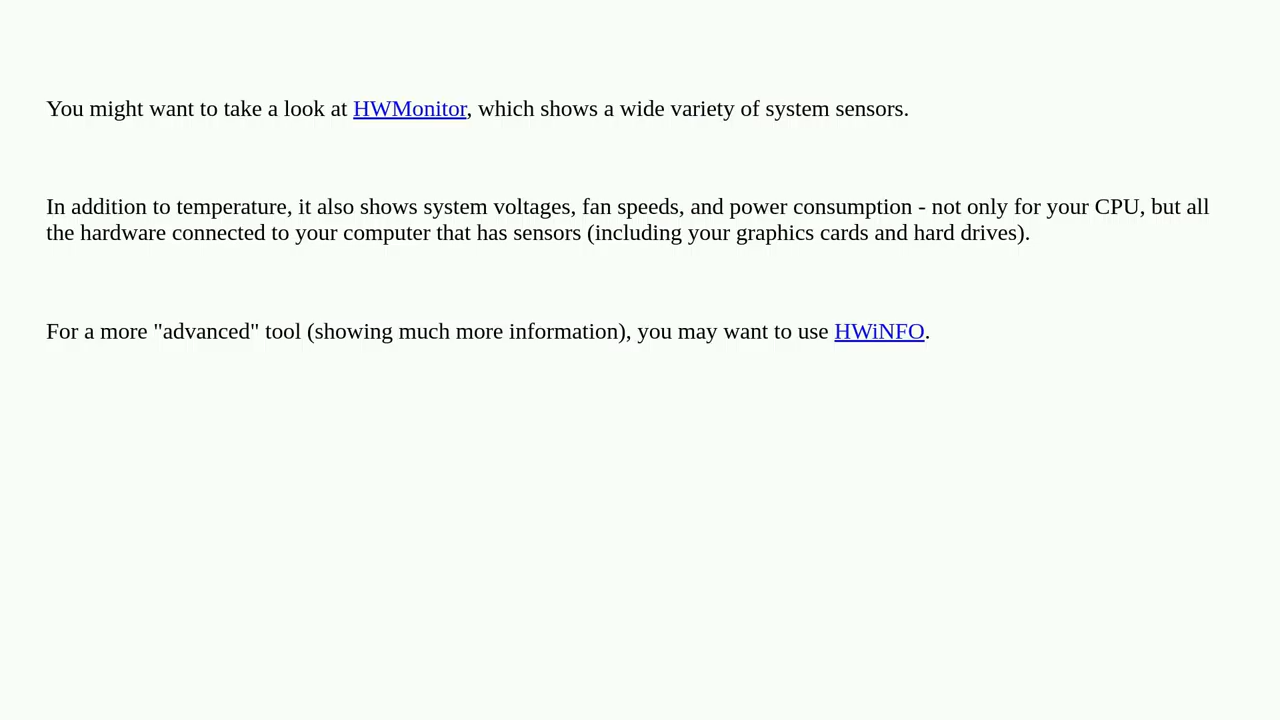 You might want to take a look at HWMonitor, which shows a wide variety of system sensors.
In addition to temperature, it also shows system voltages, fan speeds, and power consumption - not only for your CPU, but all
the hardware connected to your computer that has sensors (including your graphics cards and hard drives).
For a more "advanced" tool (showing much more information), you may want to use HWiNFO.